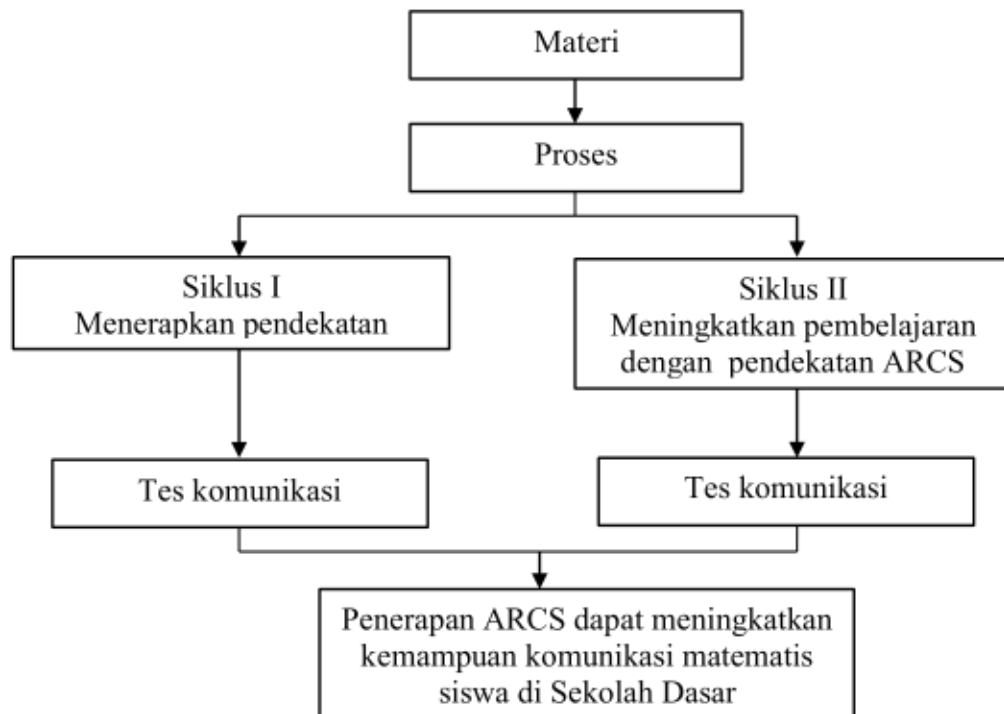 Materi
Proses
Siklus I
Menerapkan pendekatan
Siklus II
Meningkatkan pembelajaran
dengan pendekatan ARCS
Tes komunikasi
Tes komunikasi
Penerapan ARCS dapat meningkatkan
kemampuan komunikasi matematis
siswa di Sekolah Dasar